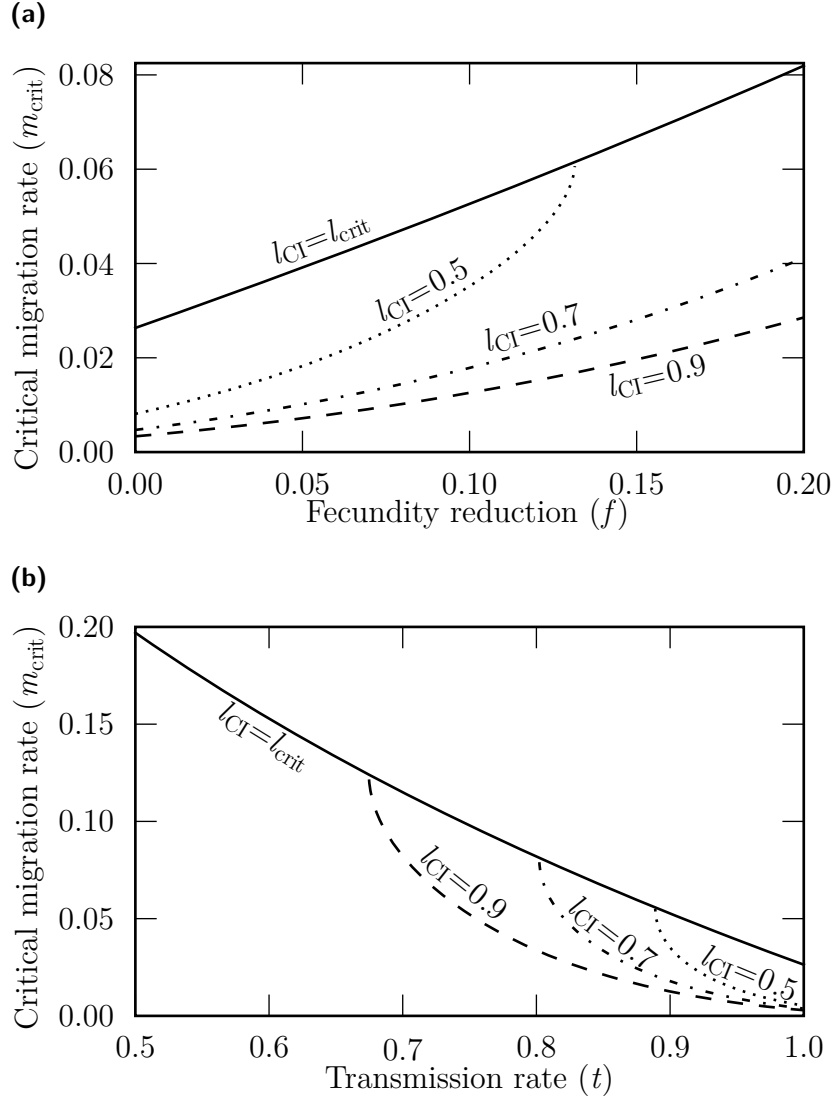 (a)
Critical migration rate (m_crit)
0.08
0.06
0.04
0.02
0.00
l_CI=l_crit
l_CI=0.5
l_CI=0.7
l_CI=0.9
0.00 0.05 0.10 0.15 0.20
Fecundity reduction (f)
(b)
Critical migration rate (m_crit)
0.20
0.15
0.10
0.05
0.00
l_CI=l_crit
l_CI=0.9
l_CI=0.7
l_CI=0.5
0.5 0.6 0.7 0.8 0.9 1.0
Transmission rate (t)